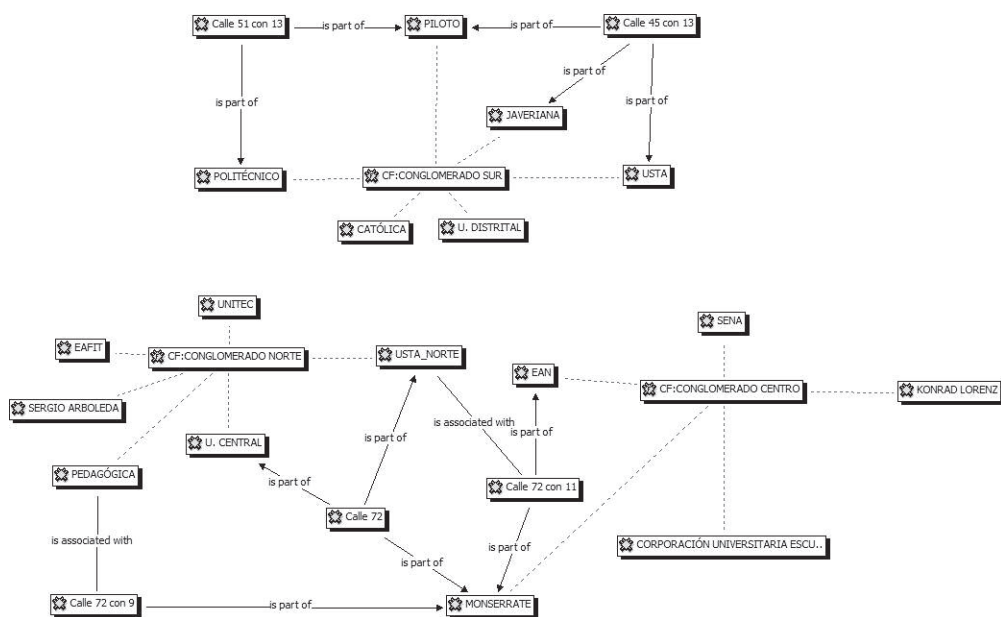 Calle 51 con 13
is part of
PILOTO
is part of
Calle 45 con 13
is part of
is part of
is part of
JAVERIANA
POLITÉCNICO
CF:CONGLOMERADO SUR
USTA
CATÓLICA
U. DISTRITAL
UNITEC
SENA
EAFIT
CF:CONGLOMERADO NORTE
USTA_NORTE
EAN
CF:CONGLOMERADO CENTRO
KONRAD LORENZ
SERGIO ARBOLEDA
U. CENTRAL
is part of
is associated with
is part of
PEDAGÓGICA
is part of
Calle 72
Calle 72 con 11
is associated with
is part of
is part of
CORPORACIÓN UNIVERSITARIA ESCU..
Calle 72 con 9
is part of
MONSERRATE